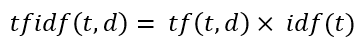 tfidf(t, d) = tf(t, d) × idf(t)